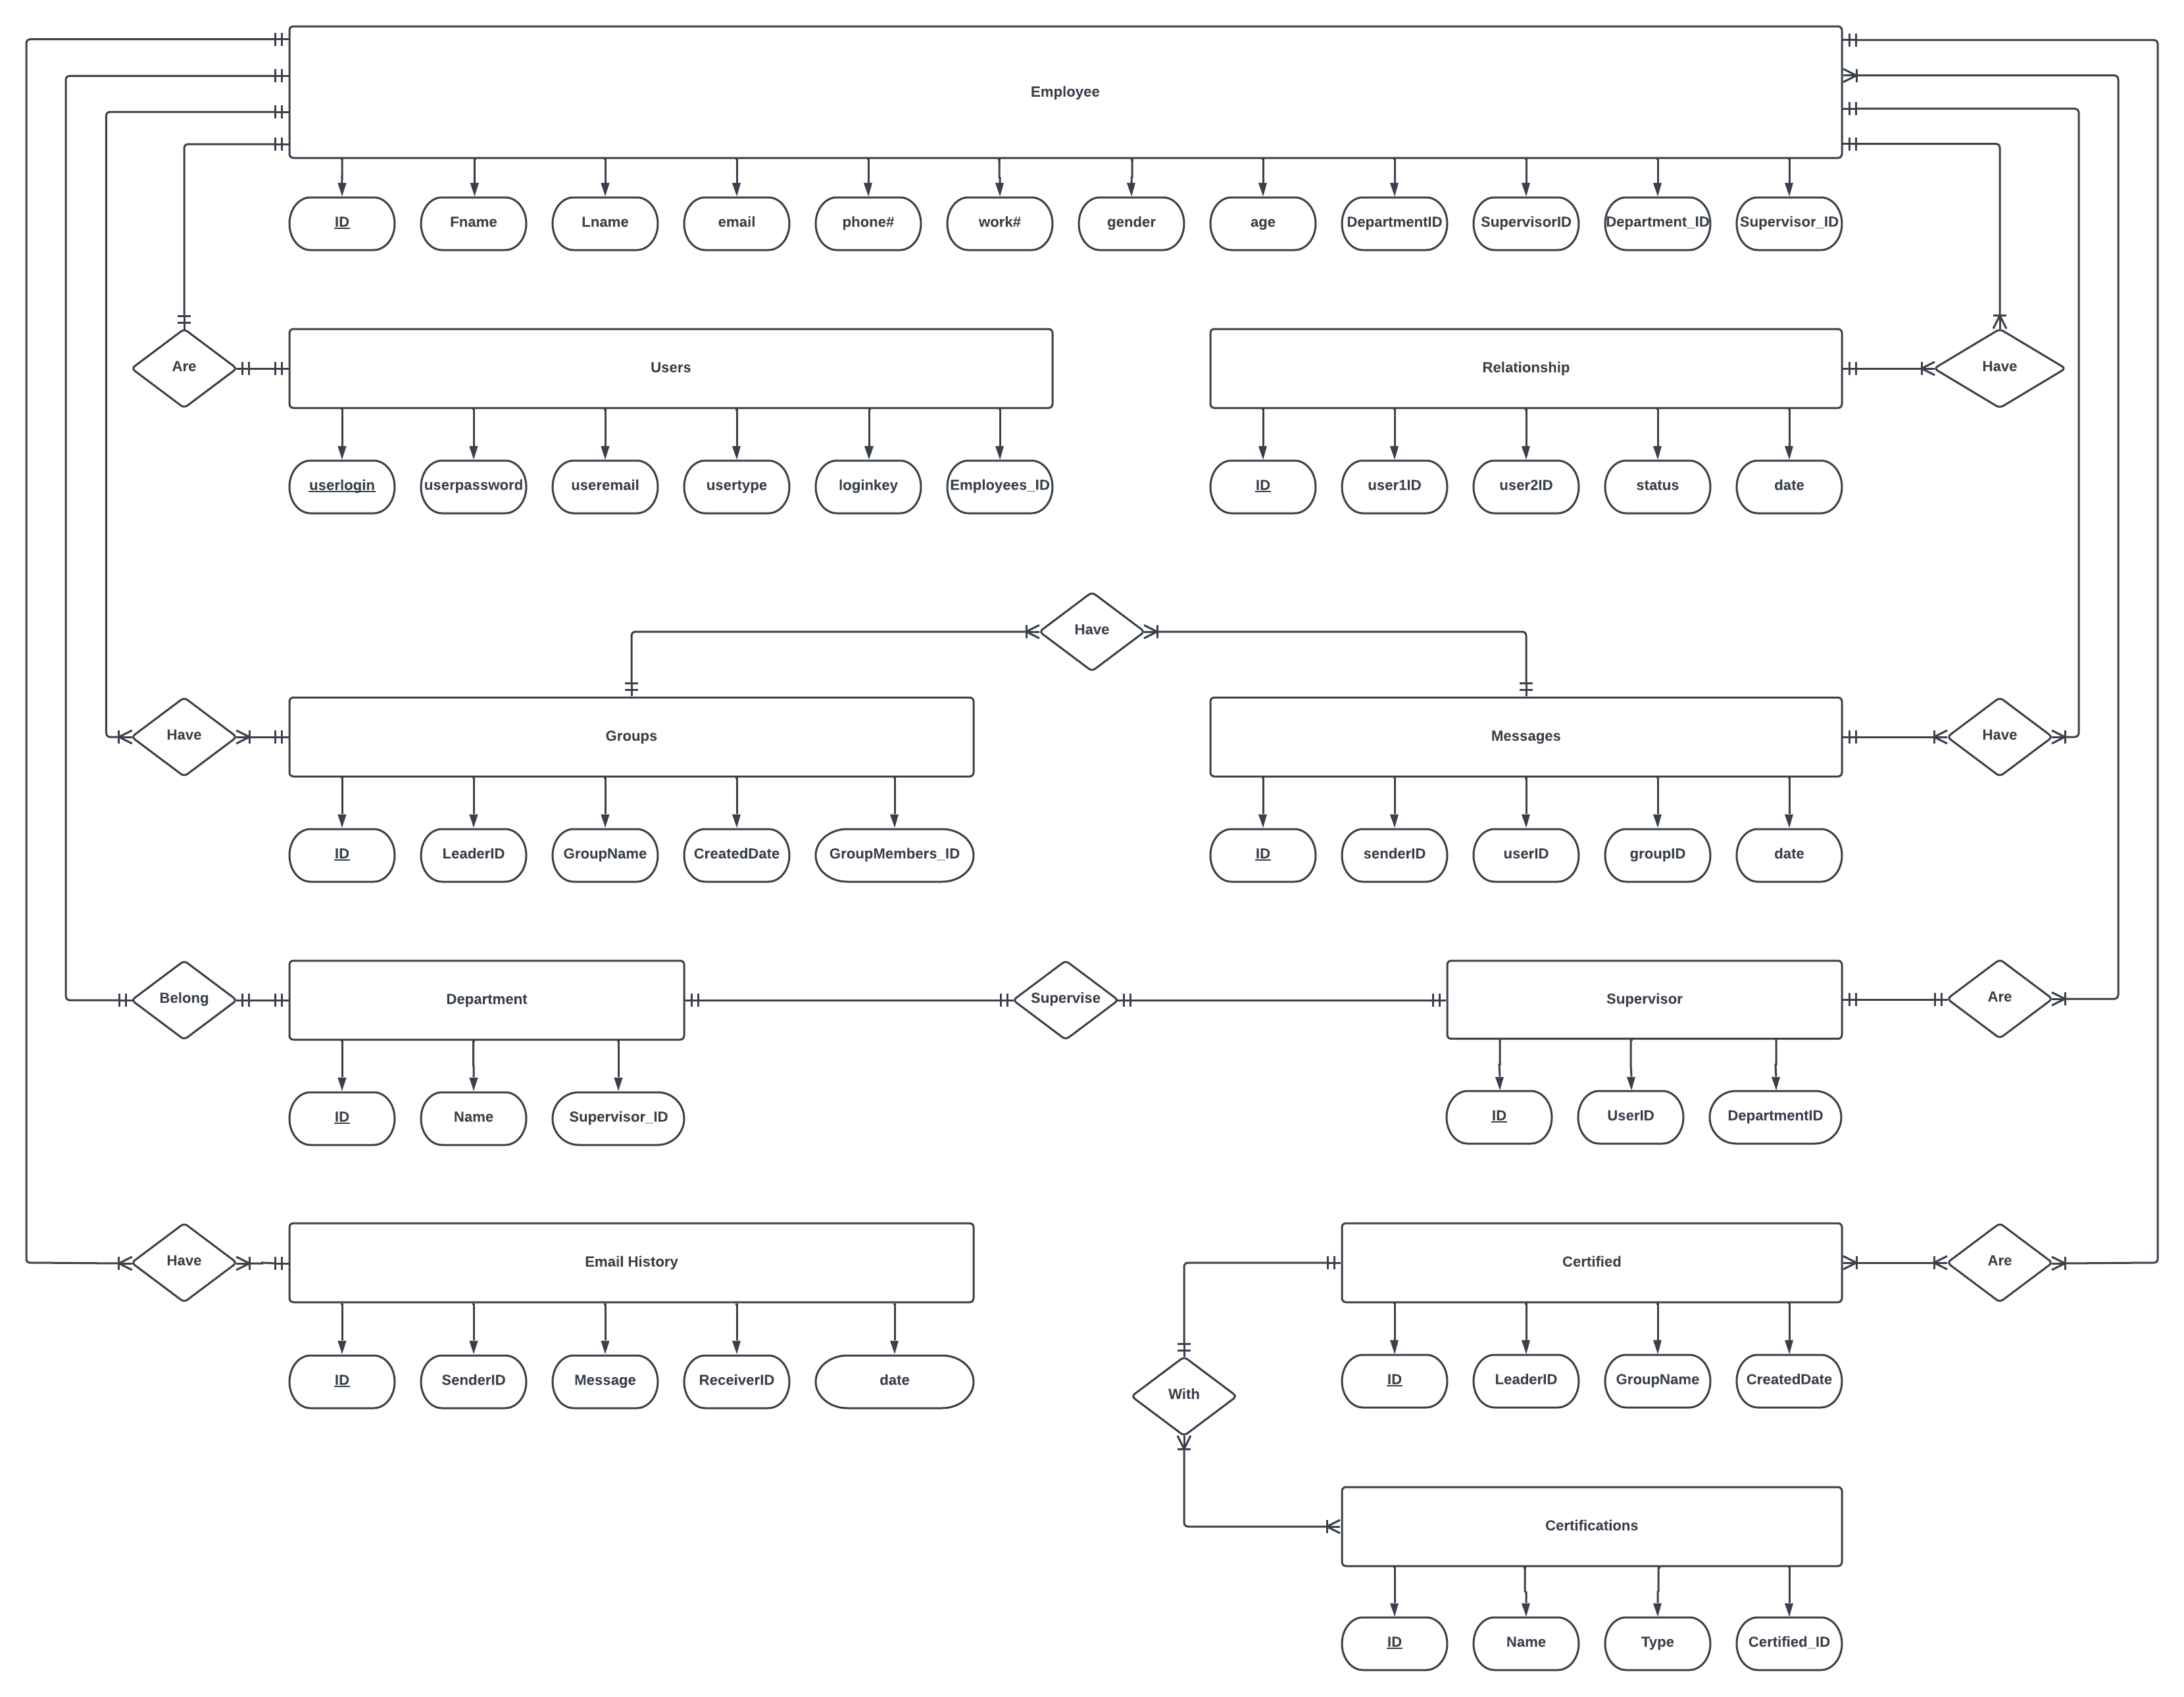 Employee
ID
Fname
Lname
email
phone#
work#
gender
age
DepartmentID
SupervisorID
Department_ID
Supervisor_ID
Are
Users
Relationship
Have
userlogin
userpassword
useremail
usertype
loginkey
Employees_ID
ID
user1ID
user2ID
status
date
Have
Have
Groups
Messages
Have
ID
LeaderID
GroupName
CreatedDate
GroupMembers_ID
ID
senderID
userID
groupID
date
Belong
Department
Supervise
Supervisor
Are
ID
Name
Supervisor_ID
ID
UserID
DepartmentID
Have
Email History
Certified
Are
ID
SenderID
Message
ReceiverID
date
With
ID
LeaderID
GroupName
CreatedDate
Certifications
ID
Name
Type
Certified_ID